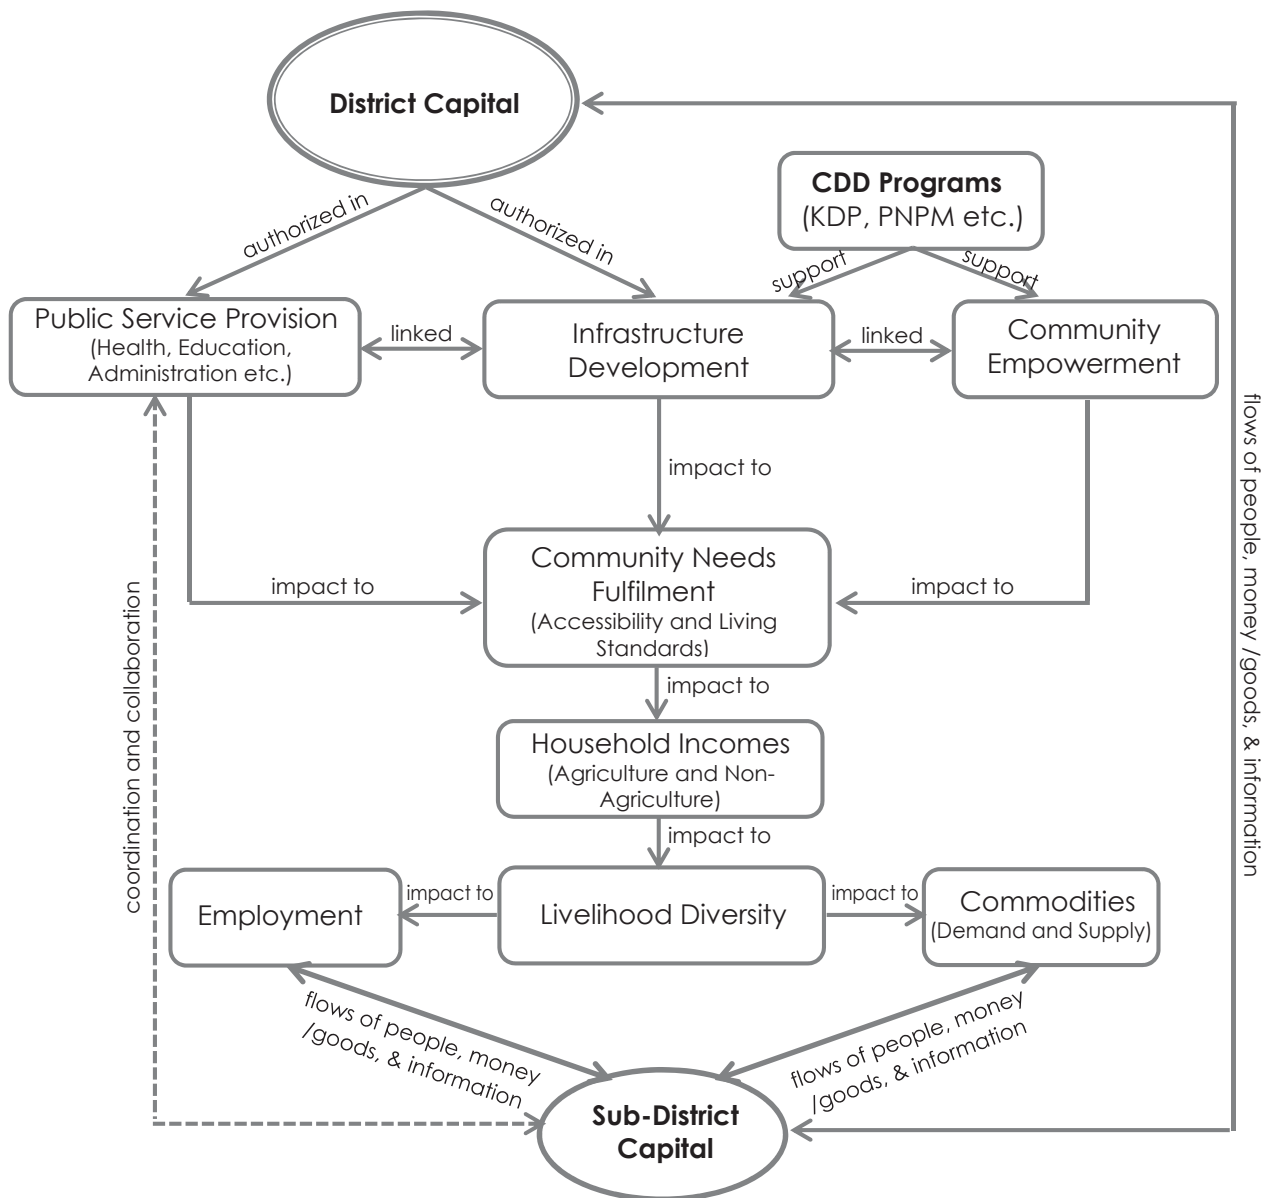 District Capital
CDD Programs
(KDP, PNPM etc.)
authorized in
authorized in
support
support
Public Service Provision
(Health, Education,
Administration etc.)
linked
Infrastructure
Development
linked
Community
Empowerment
impact to
flows of people, money /goods, & information
Community Needs
Fulfilment
(Accessibility and Living
Standards)
impact to
impact to
coordination and collaboration
impact to
Household Incomes
(Agriculture and Non-
Agriculture)
impact to
Employment
impact to
Livelihood Diversity
impact to
Commodities
(Demand and Supply)
flows of people, money
/goods, & information
flows of people, money
/goods, & information
Sub-District
Capital